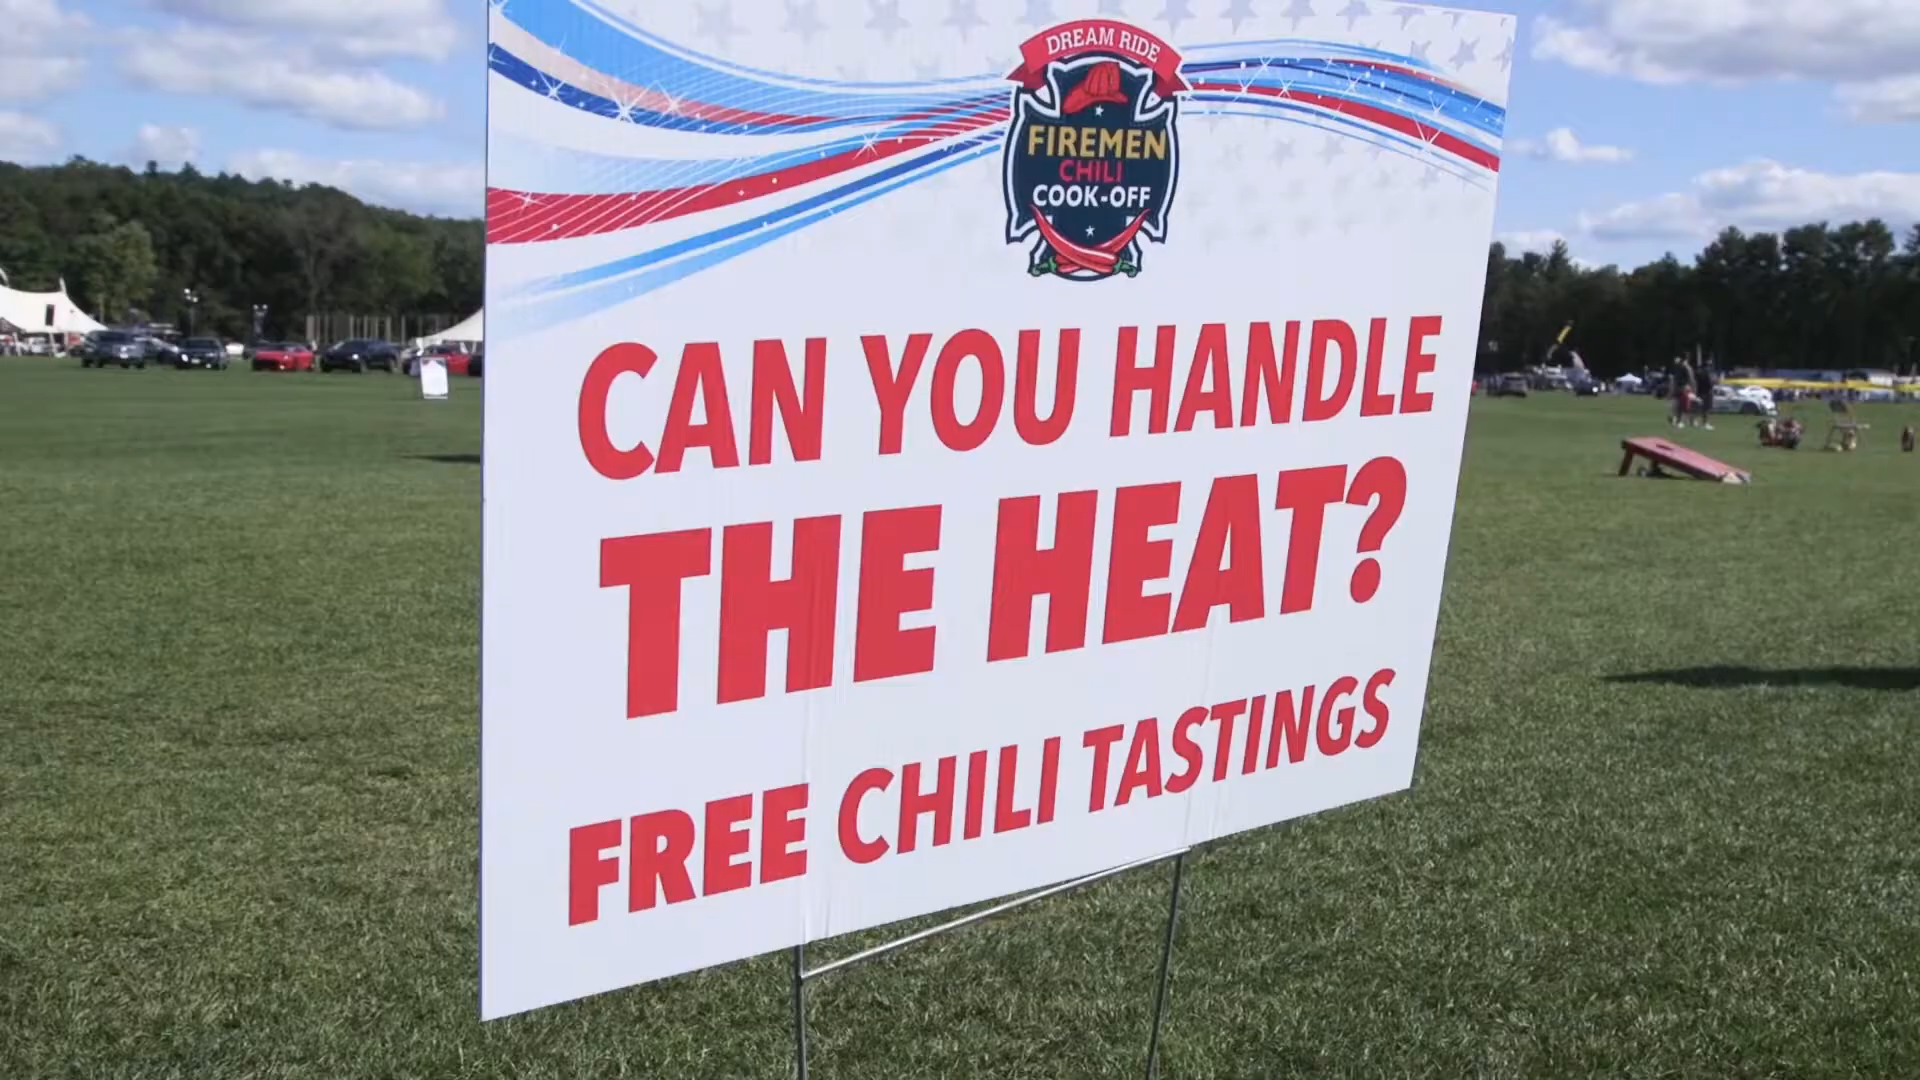 DREAM RIDE
FIREMEN
CHILI
COOK-OFF
CAN YOU HANDLE
THE HEAT?
FREE CHILI TASTINGS